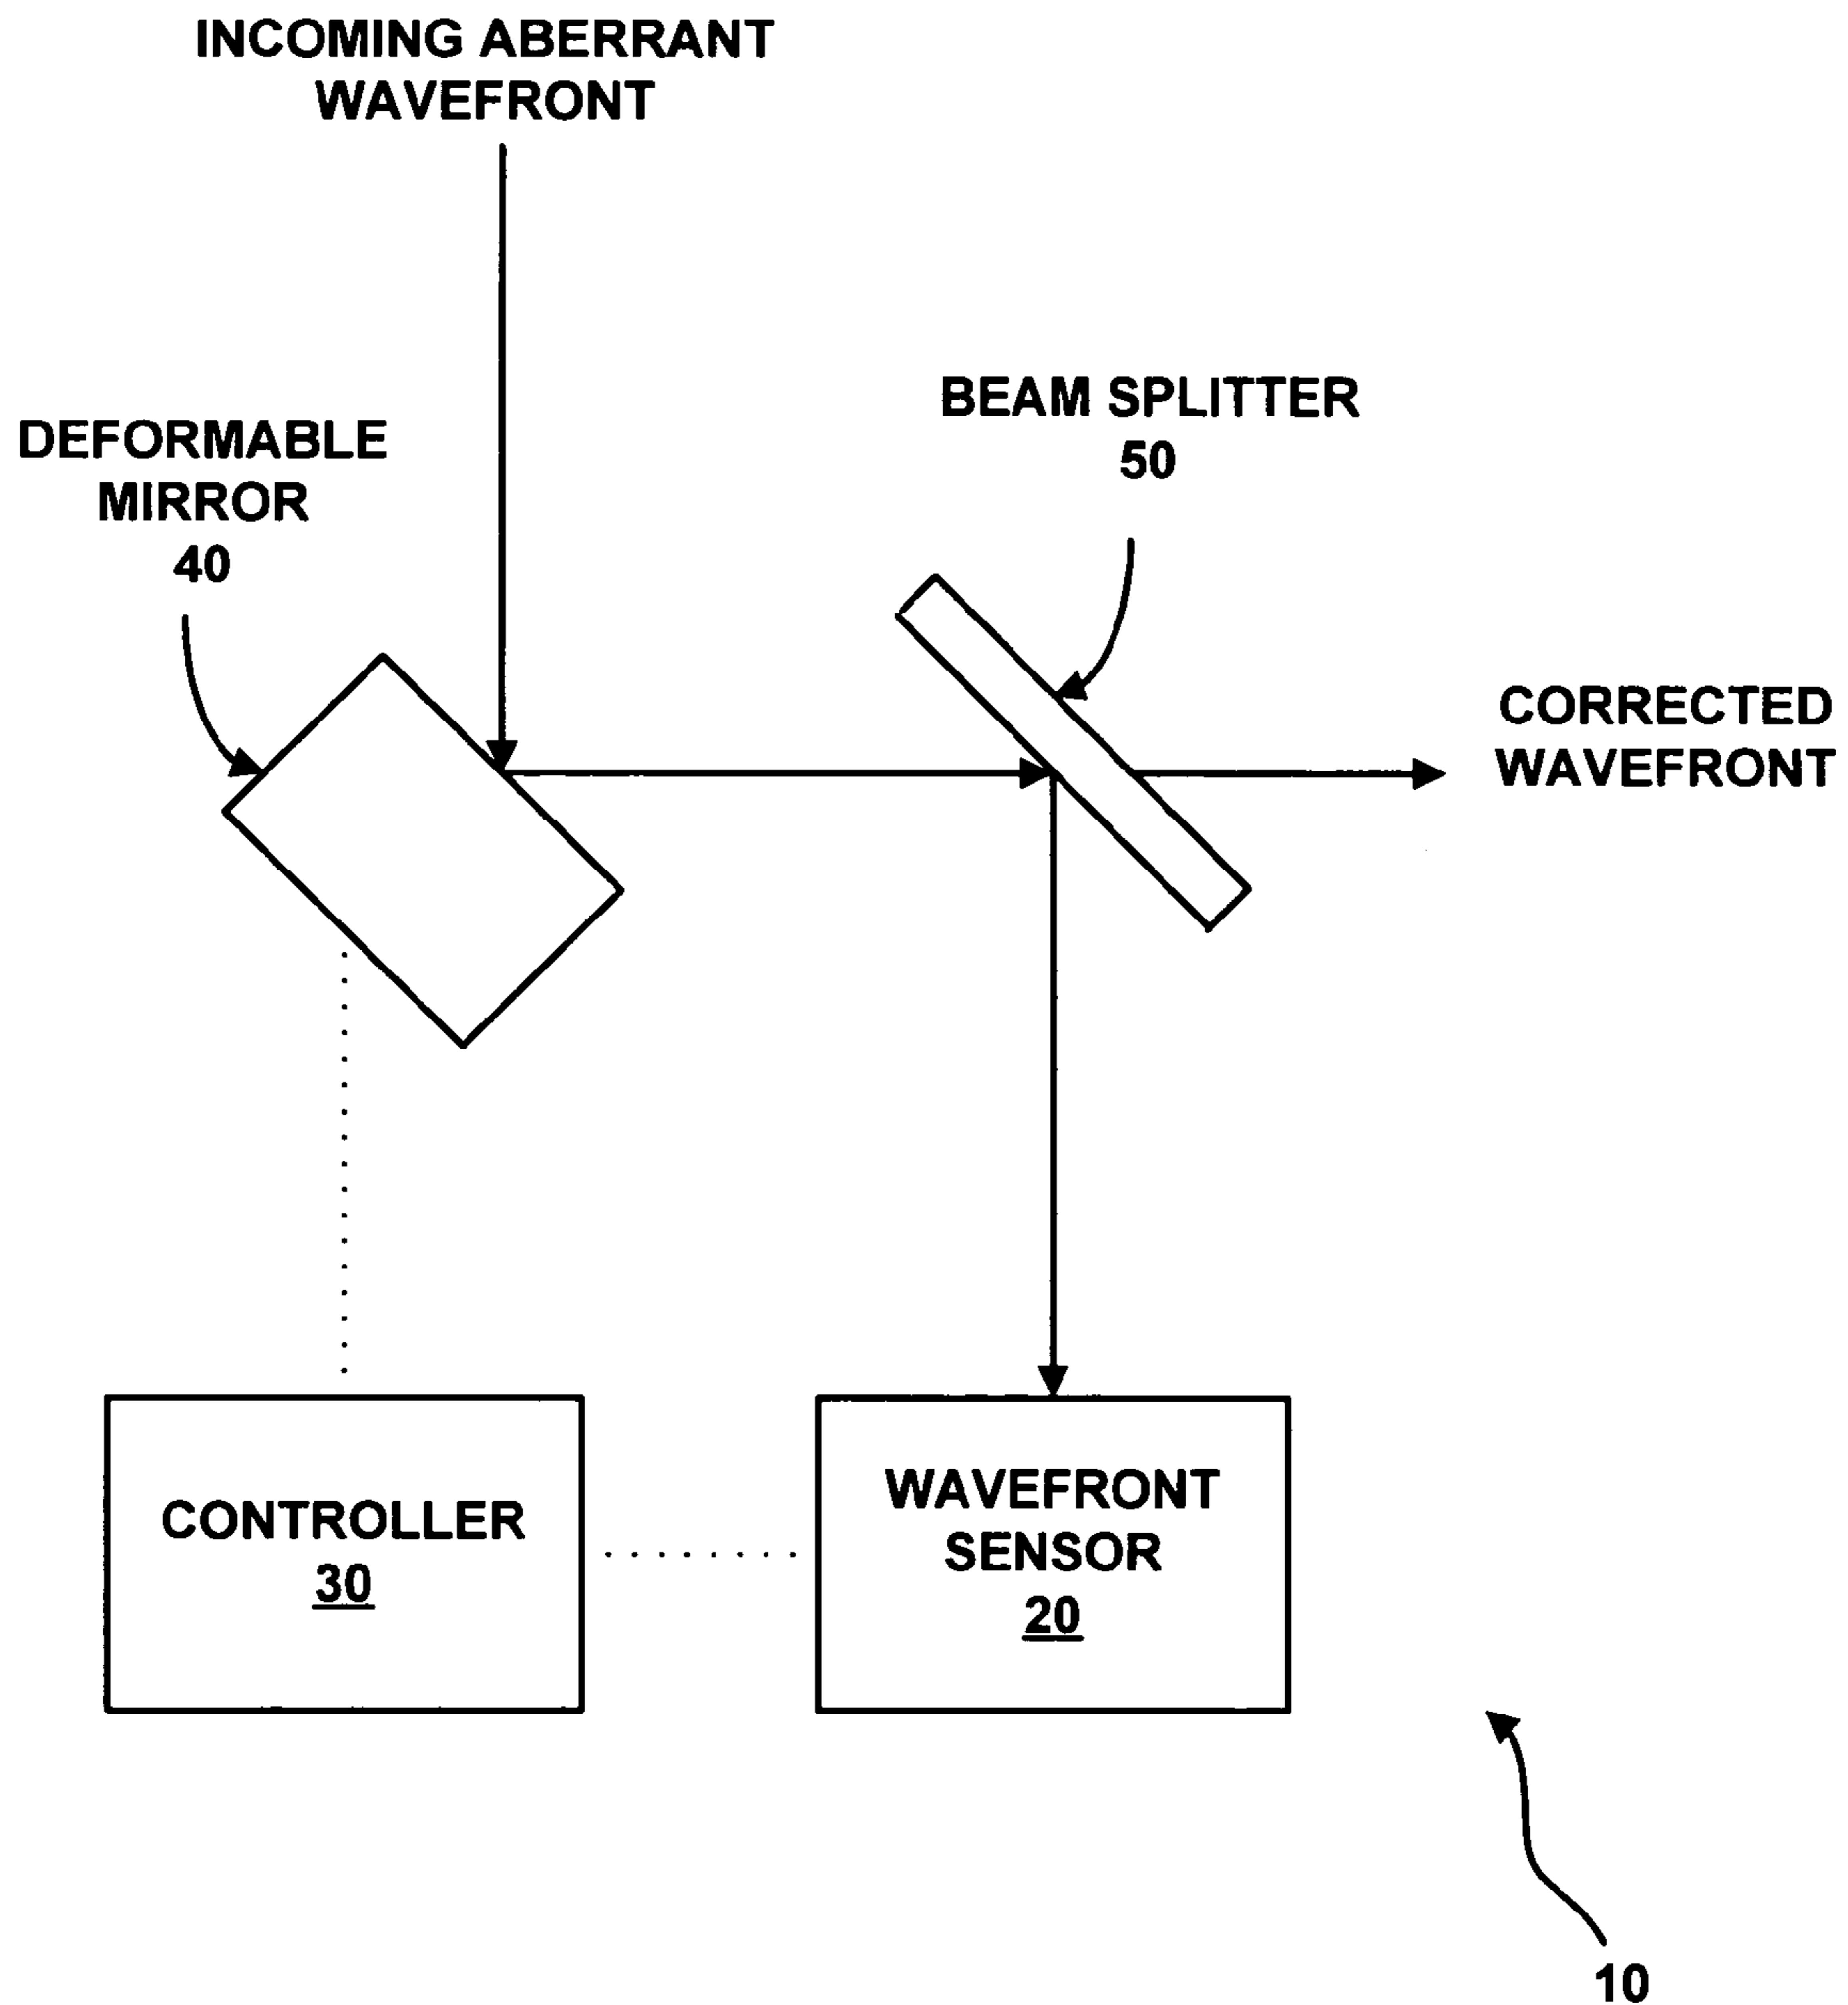 INCOMING ABERRANT
WAVEFRONT
BEAM SPLITTER
50
DEFORMABLE
MIRROR
40
CORRECTED
WAVEFRONT
CONTROLLER
30
WAVEFRONT
SENSOR
20
10